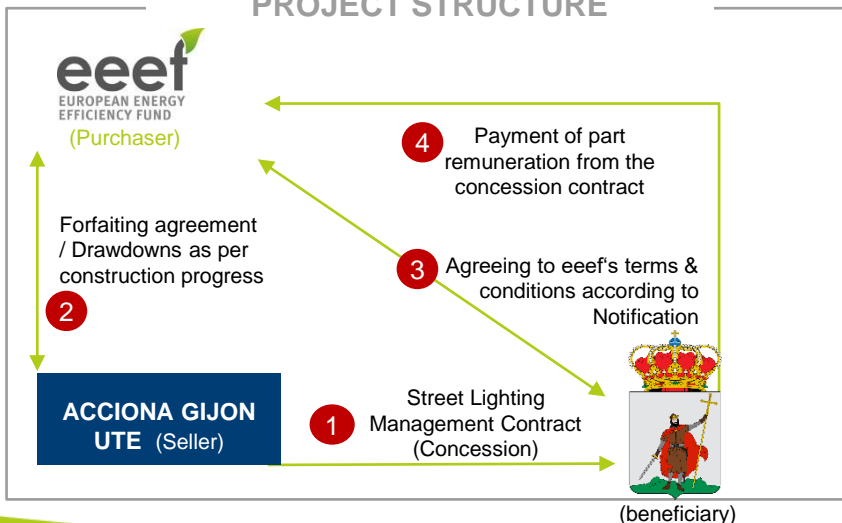 PROJECT STRUCTURE
eeef
EUROPEAN ENERGY
EFFICIENCY FUND
(Purchaser)
4
Payment of part
remuneration from the
concession contract
Forfaiting agreement
/ Drawdowns as per
construction progress
2
3
Agreeing to eeef‘s terms &
conditions according to
Notification
ACCIONA GIJON
UTE (Seller)
1
Street Lighting
Management Contract
(Concession)
(beneficiary)